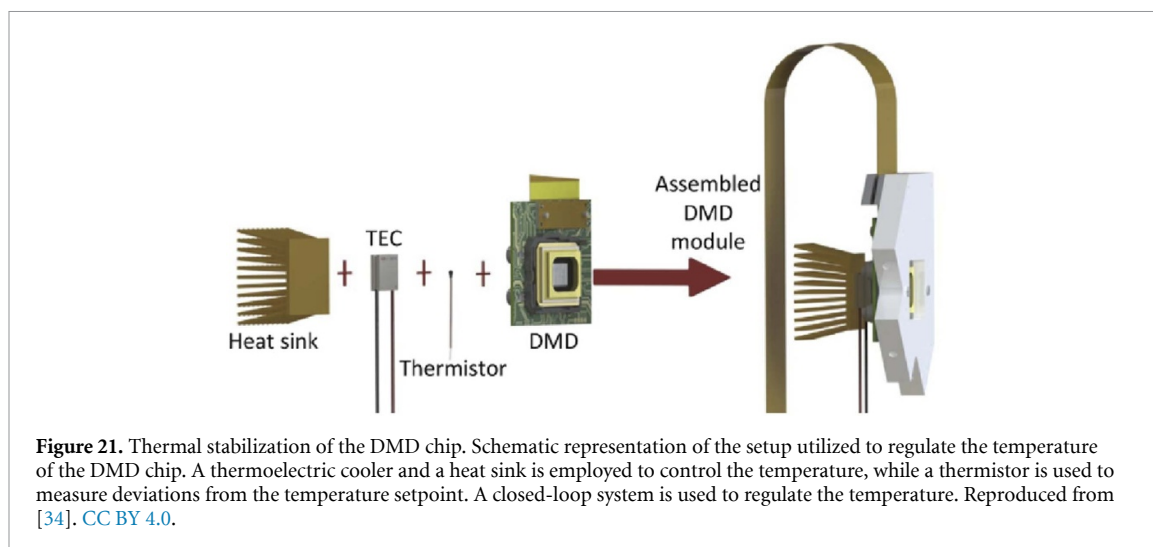 Heat sink
+
TEC
+
Thermistor
+
DMD
Assembled
DMD
module
Figure 21. Thermal stabilization of the DMD chip. Schematic representation of the setup utilized to regulate the temperature
of the DMD chip. A thermoelectric cooler and a heat sink is employed to control the temperature, while a thermistor is used to
measure deviations from the temperature setpoint. A closed-loop system is used to regulate the temperature. Reproduced from
[34]. CC BY 4.0.